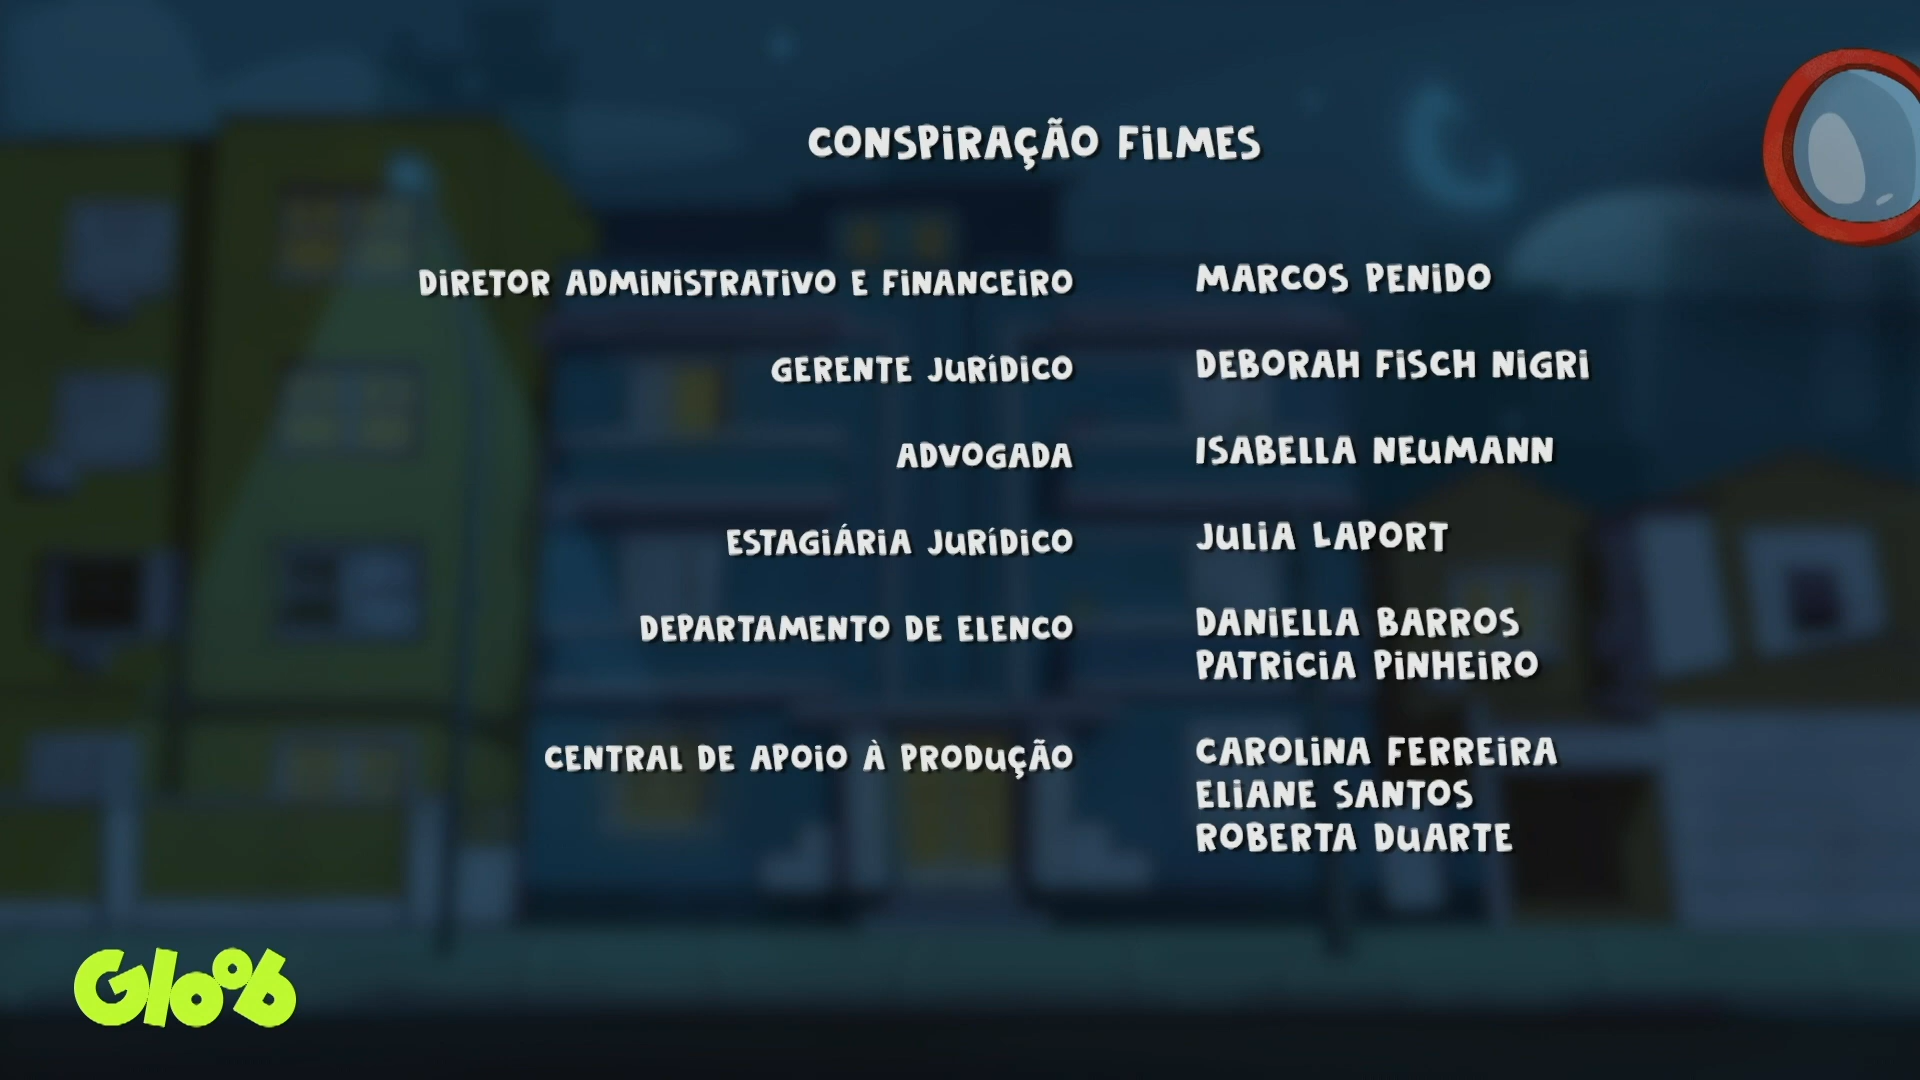 CONSPIRAÇÃO FILMES
DIRETOR ADMINISTRATIVO E FINANCEIRO MARCOS PENIDO
GERENTE JURÍDICO DEBORAH FISCH NIGRI
ADVOGADA ISABELLA NEUMANN
ESTAGIÁRIA JURÍDICO JULIA LAPORT
DEPARTAMENTO DE ELENCO DANIELLA BARROS
PATRICIA PINHEIRO
CENTRAL DE APOIO À PRODUÇÃO CAROLINA FERREIRA
ELIANE SANTOS
ROBERTA DUARTE
Gloob